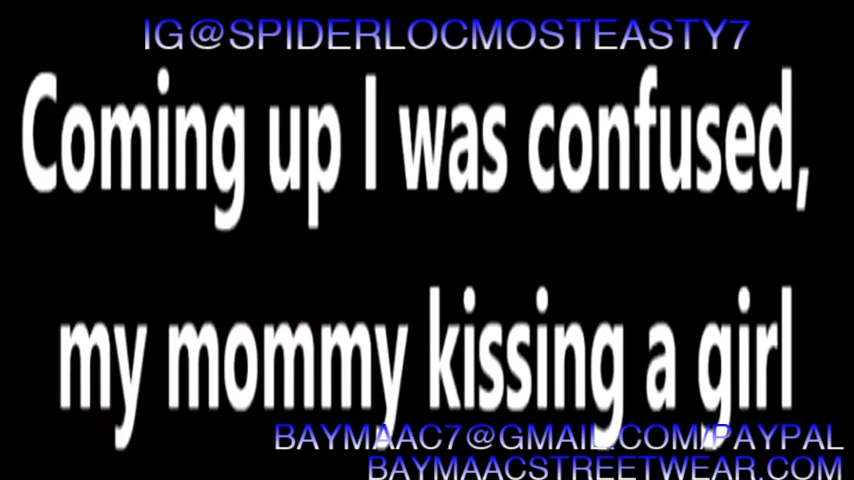 IG@SPIDERLOCMOSTEASTY7
Coming up I was confused,
my mommy kissing a girl
BAYMAAC7@GMAIL.COM/PAYPAL
BAYMAACSTREETWEAR.COM